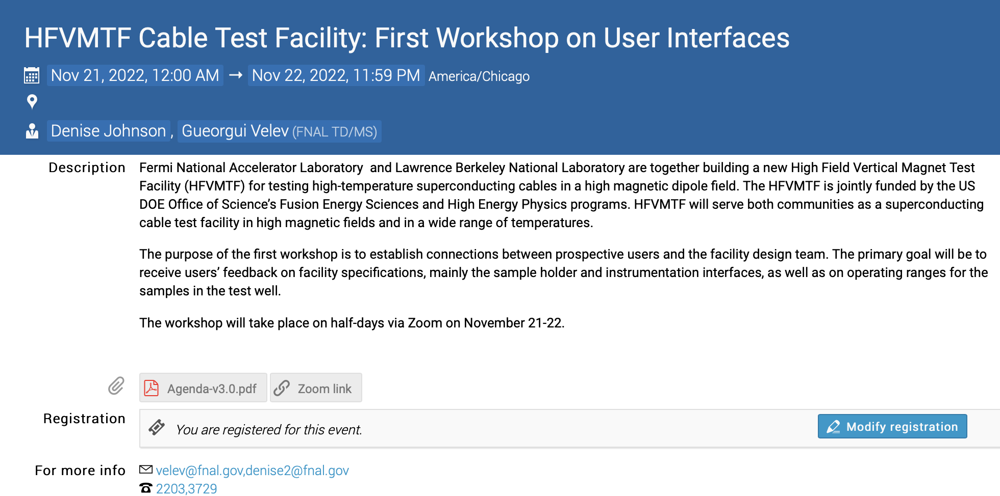 HFVMTF Cable Test Facility: First Workshop on User Interfaces
Nov 21, 2022, 12:00 AM → Nov 22, 2022, 11:59 PM America/Chicago
Denise Johnson , Gueorgui Velev (FNAL TD/MS)
Description
Fermi National Accelerator Laboratory  and Lawrence Berkeley National Laboratory are together building a new High Field Vertical Magnet Test
Facility (HFVMTF) for testing high-temperature superconducting cables in a high magnetic dipole field. The HFVMTF is jointly funded by the US
DOE Office of Science’s Fusion Energy Sciences and High Energy Physics programs. HFVMTF will serve both communities as a superconducting
cable test facility in high magnetic fields and in a wide range of temperatures.
The purpose of the first workshop is to establish connections between prospective users and the facility design team. The primary goal will be to
receive users’ feedback on facility specifications, mainly the sample holder and instrumentation interfaces, as well as on operating ranges for the
samples in the test well.
The workshop will take place on half-days via Zoom on November 21-22.
Agenda-v3.0.pdf Zoom link
Registration
You are registered for this event. Modify registration
For more info
velev@fnal.gov,denise2@fnal.gov
2203,3729